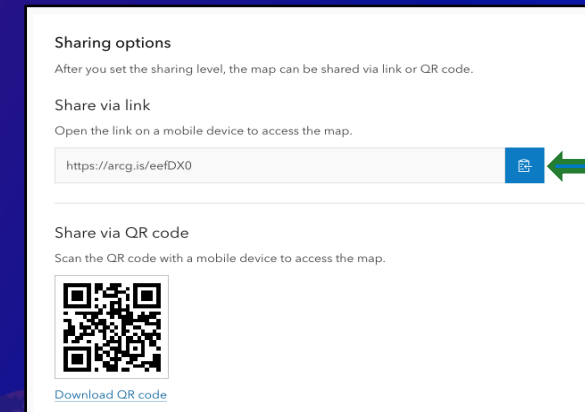 Sharing options
After you set the sharing level, the map can be shared via link or QR code.
Share via link
Open the link on a mobile device to access the map.
https://arcg.is/eefDX0
Share via QR code
Scan the QR code with a mobile device to access the map.
Download QR code